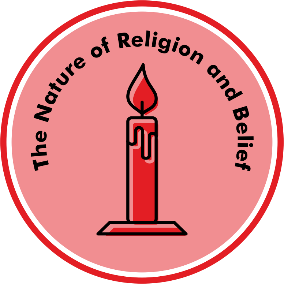 The Nature of Religion and Belief